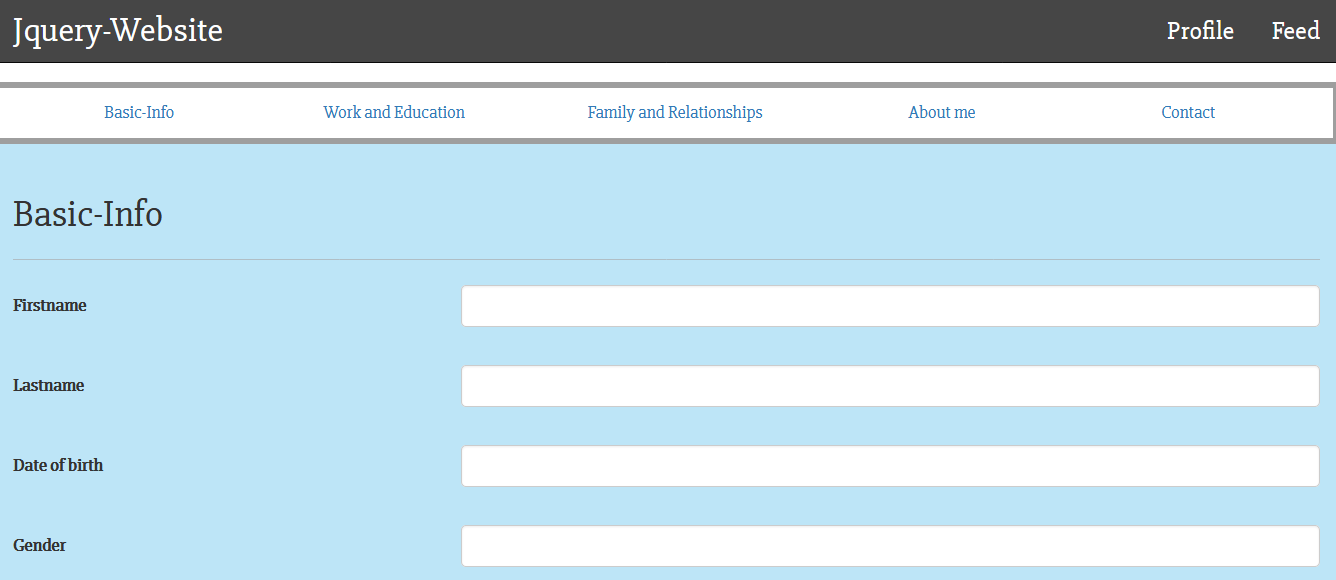 Jquery-Website Profile Feed
Basic-Info Work and Education Family and Relationships About me Contact
Basic-Info
Firstname
Lastname
Date of birth
Gender